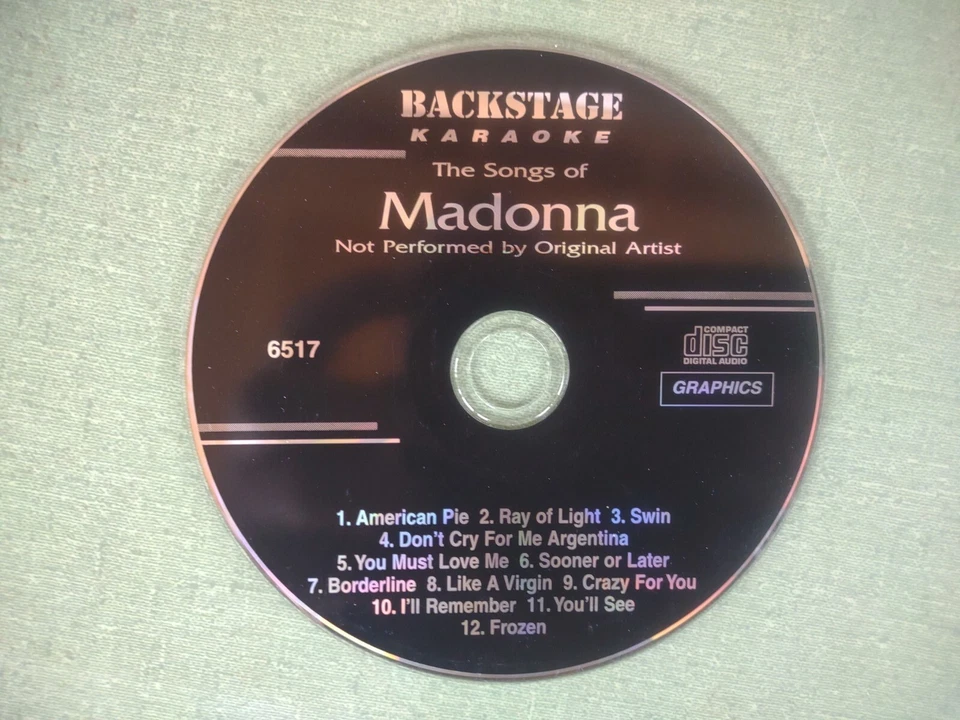 BACKSTAGE
KARAOKE
The Songs of
Madonna
Not Performed by Original Artist
6517
COMPACT
disc
DIGITAL AUDIO
GRAPHICS
1. American Pie 2. Ray of Light 3. Swin
4. Don't Cry For Me Argentina
5. You Must Love Me 6. Sooner or Later
7. Borderline 8. Like A Virgin 9. Crazy For You
10. I'll Remember 11. You'll See
12. Frozen